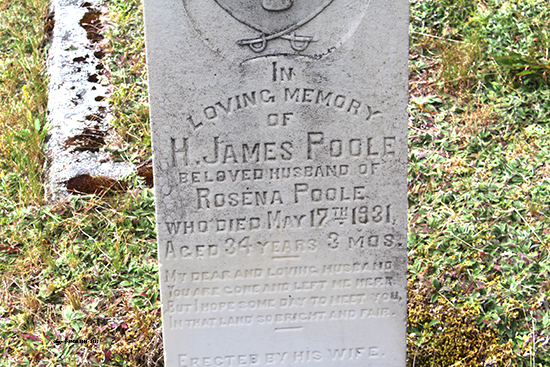 IN
LOVING MEMORY
OF
H. JAMES POOLE
BELOVED HUSBAND OF
ROSENA POOLE
WHO DIED MAY 17TH 1931,
AGED 34 YEARS 3 MOS.
MY DEAR AND LOVING HUSBAND
YOU ARE GONE AND LEFT ME HERE
BUT I HOPE SOME DAY TO MEET YOU,
IN THAT LAND SO BRIGHT AND FAIR.
ERECTED BY HIS WIFE.